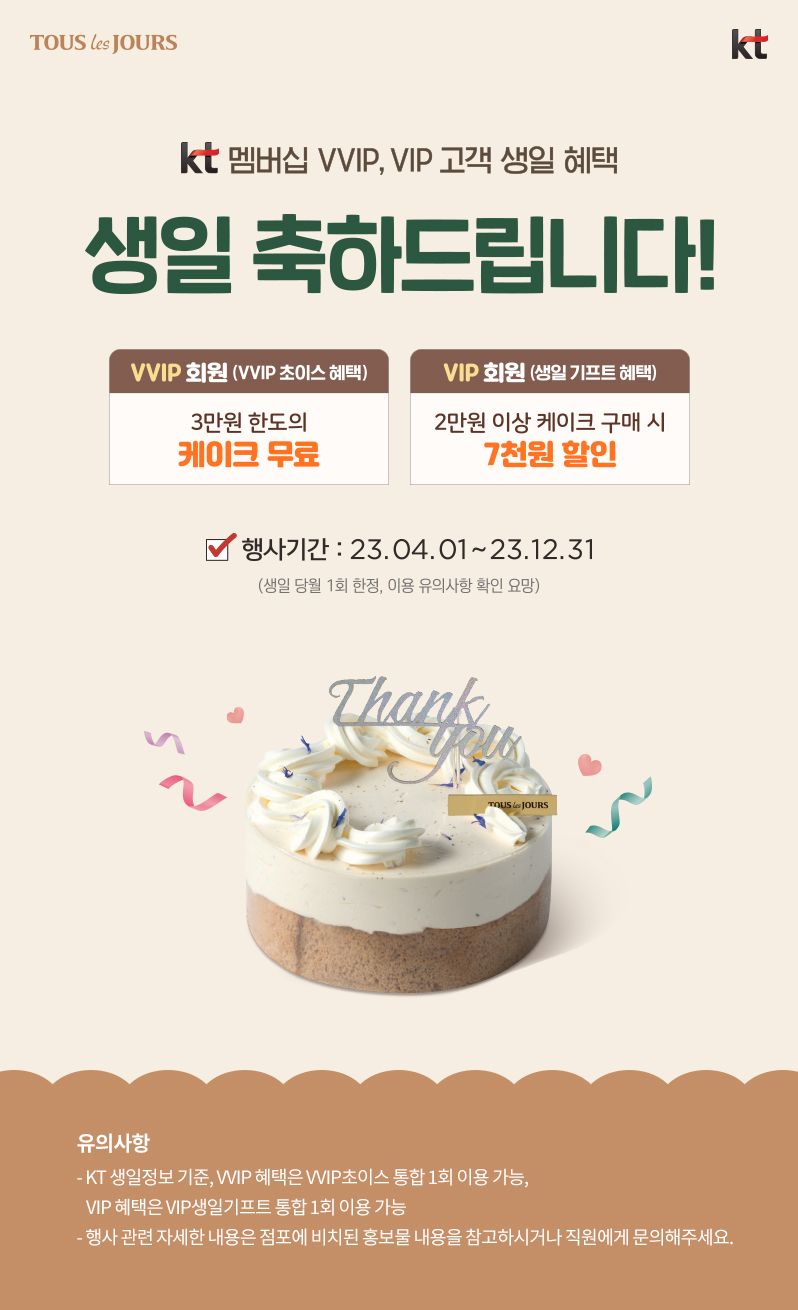 TOUS les JOURS
kt
kt 멤버십 VVIP, VIP 고객 생일 혜택
생일 축하드립니다!
VVIP 회원 (VVIP 초이스 혜택)
3만원 한도의
케이크 무료
VIP 회원 (생일 기프트 혜택)
2만원 이상 케이크 구매 시
7천원 할인
행사기간 : 23.04.01~23.12.31
(생일 당월 1회 한정, 이용 유의사항 확인 요망)
Thank
you
TOUS les JOURS
유의사항
- KT 생일정보 기준, VVIP 혜택은 VVIP초이스 통합 1회 이용 가능,
VIP 혜택은 VIP생일기프트 통합 1회 이용 가능
- 행사 관련 자세한 내용은 점포에 비치된 홍보물 내용을 참고하시거나 직원에게 문의해주세요.